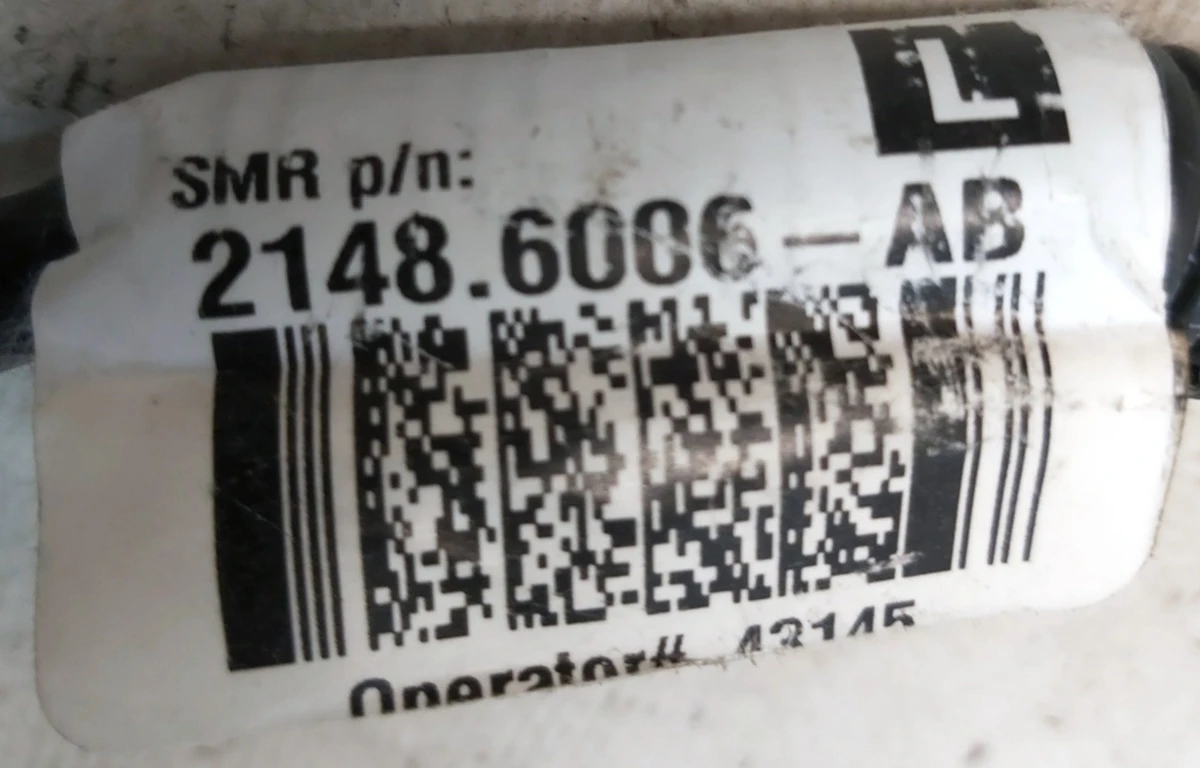 L
SMR p/n:
2148.6006-AB
Operator# 43145